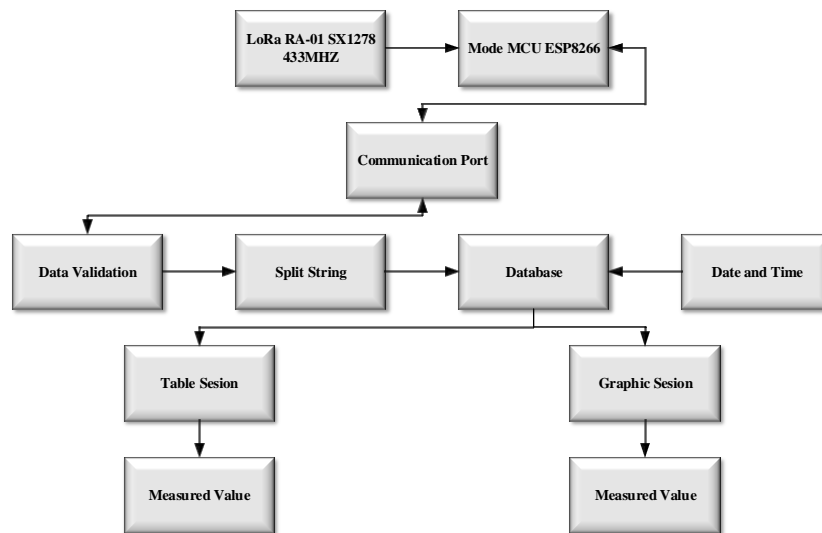 LoRa RA-01 SX1278
433MHZ
Mode MCU ESP8266
Communication Port
Data Validation
Split String
Database
Date and Time
Table Sesion
Graphic Sesion
Measured Value
Measured Value